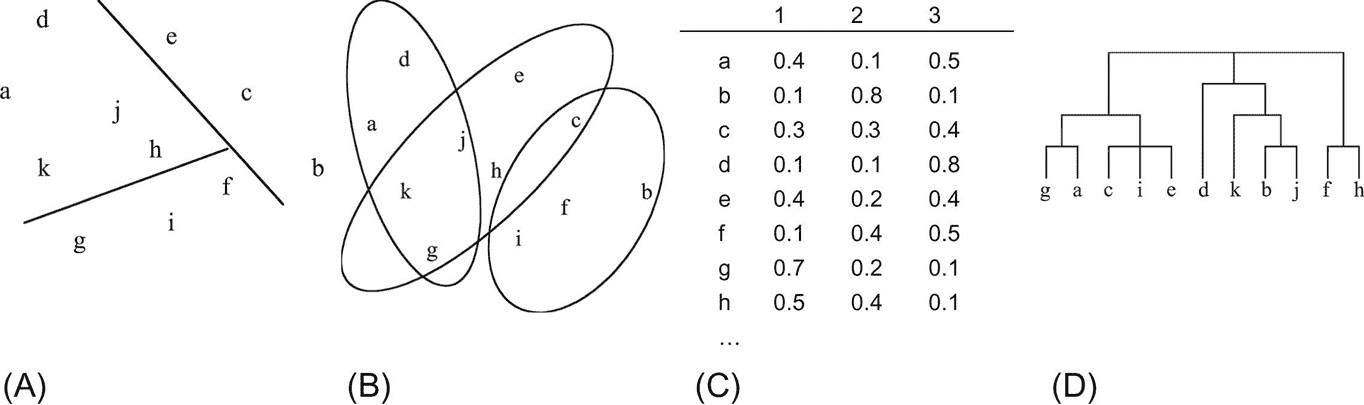 d
e
a
c
j
h
b
k
f
i
g
(A)
d
e
a
c
j
h
k
b
f
i
g
(B)
1 2 3
a 0.4 0.1 0.5
b 0.1 0.8 0.1
c 0.3 0.3 0.4
d 0.1 0.1 0.8
e 0.4 0.2 0.4
f 0.1 0.4 0.5
g 0.7 0.2 0.1
h 0.5 0.4 0.1
…
(C)
g a c i e d k b j f h
(D)